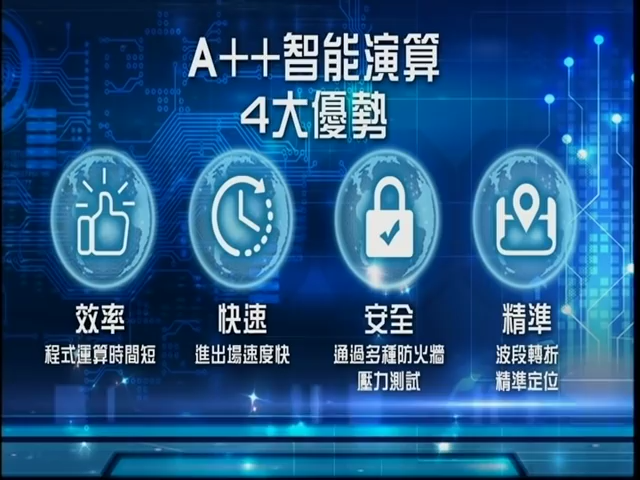 A++智能演算
4大優勢
效率
程式運算時間短
快速
進出場速度快
安全
通過多種防火牆
壓力測試
精準
波段轉折
精準定位